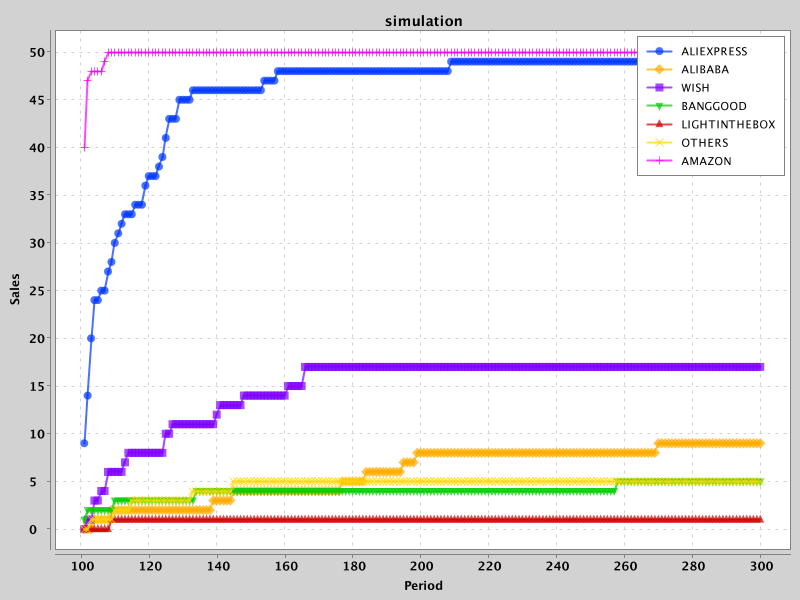 simulation
50
45
40
35
30
25
20
15
10
5
0
Sales
ALIEXPRESS
ALIBABA
WISH
BANGGOOD
LIGHTINTHEBOX
OTHERS
AMAZON
100 120 140 160 180 200 220 240 260 280 300
Period